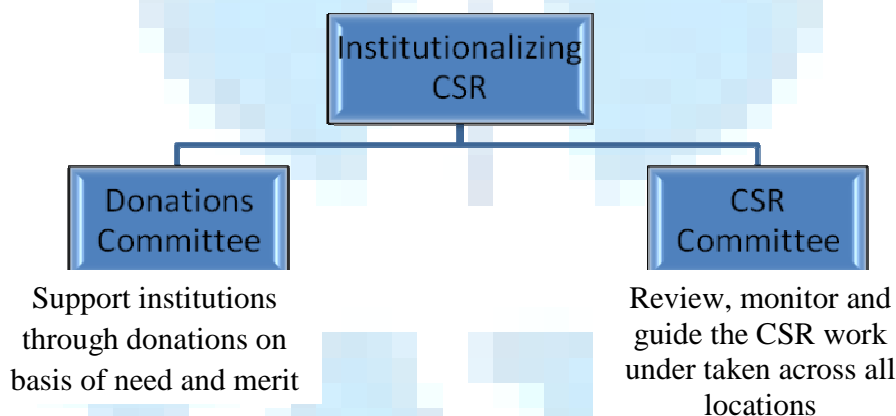 Institutionalizing
CSR
Donations
Committee
CSR
Committee
Support institutions
through donations on
basis of need and merit
Review, monitor and
guide the CSR work
under taken across all
locations